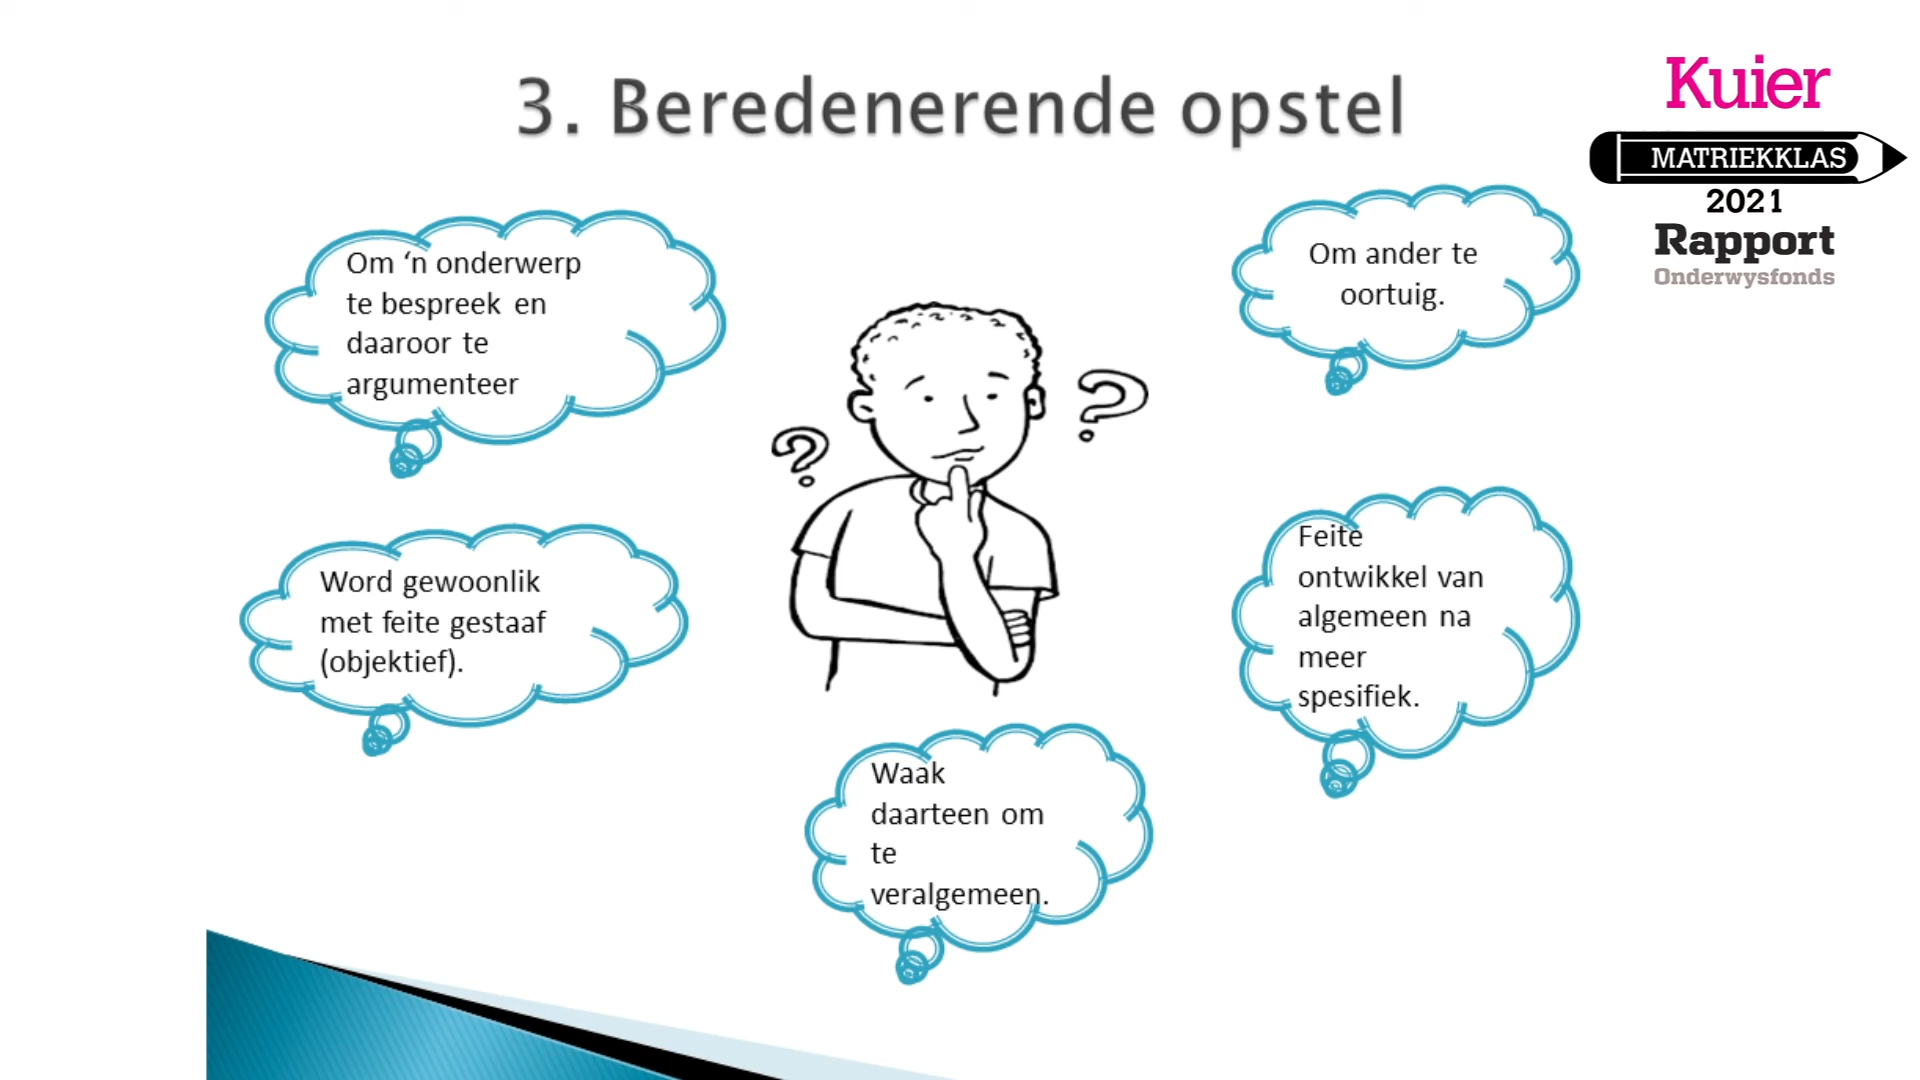 3. Beredenerende opstel
Kuier
MATRIEKKLAS
2021
Rapport
Onderwysfonds
Om ‘n onderwerp
te bespreek en
daaroor te
argumenteer
Om ander te
oortuig.
?
?
Word gewoonlik
met feite gestaaf
(objektief).
Feite
ontwikkel van
algemeen na
meer
spesifiek.
Waak
daarteen om
te
veralgemeen.